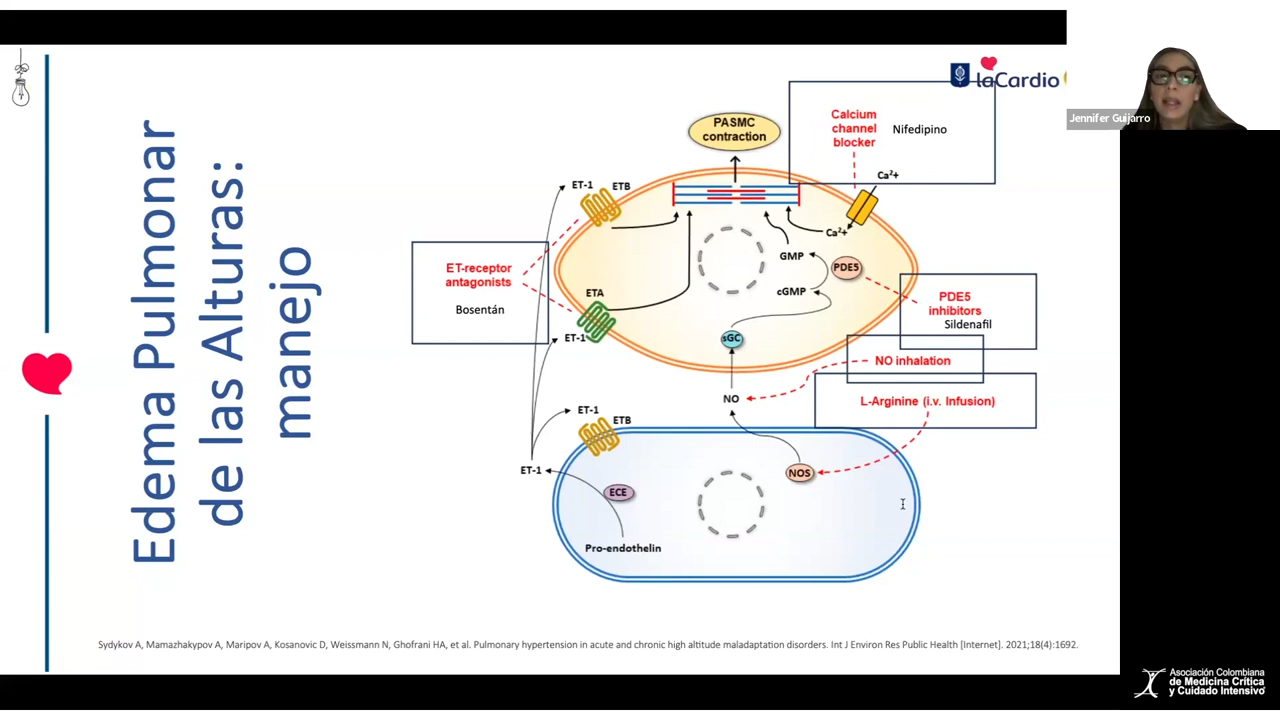 Edema Pulmonar
de las Alturas:
manejo
laCardio
Jennifer Guijarro
PASMC
contraction
Calcium
channel
blocker
Nifedipino
Ca²+
ET-1
ETB
Ca²+
GMP
PDE5
cGMP
ET-receptor
antagonists
Bosentán
ETA
ET-1
sGC
PDE5
inhibitors
Sildenafil
NO inhalation
NO
L-Arginine (i.v. Infusion)
ET-1
ETB
ET-1
NOS
ECE
Pro-endothelin
Sydykov A, Mamazhakypov A, Maripov A, Kosanovic D, Weissmann N, Ghofrani HA, et al. Pulmonary hypertension in acute and chronic high altitude maladaptation disorders. Int J Environ Res Public Health [Internet]. 2021;18(4):1692.
Asociación Colombiana
de Medicina Crítica
y Cuidado Intensivo